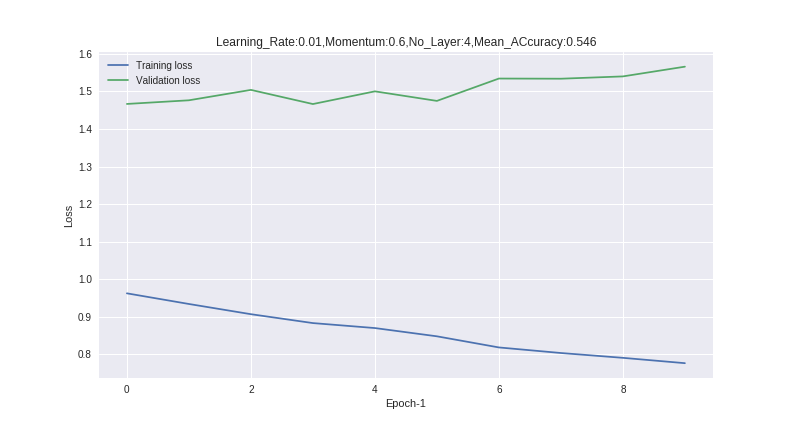 Learning_Rate:0.01,Momentum:0.6,No_Layer:4,Mean_ACcuracy:0.546
Training loss
Validation loss
1.6
1.5
1.4
1.3
1.2
1.1
1.0
0.9
0.8
Loss
0 2 4 6 8
Epoch-1